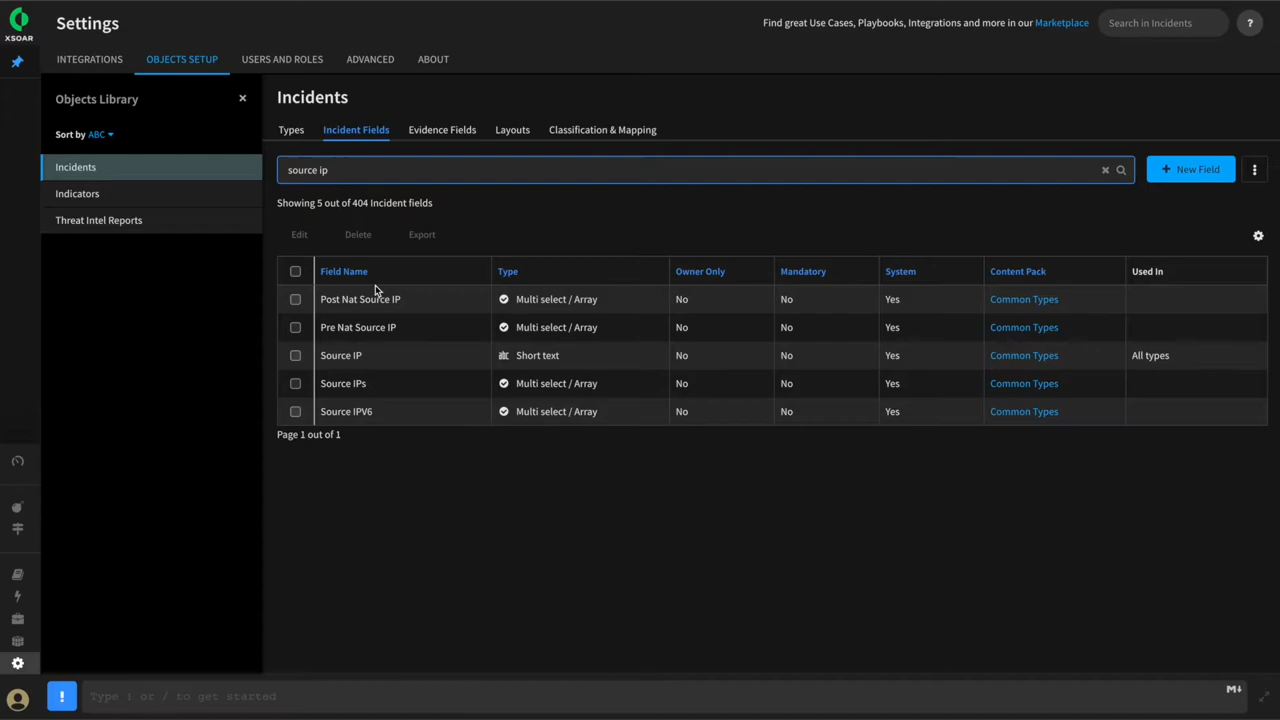 XSOAR
Settings
Find great Use Cases, Playbooks, Integrations and more in our Marketplace
Search in Incidents
?
INTEGRATIONS
OBJECTS SETUP
USERS AND ROLES
ADVANCED
ABOUT
Objects Library
Sort by ABC
Incidents
Indicators
Threat Intel Reports
Incidents
Types
Incident Fields
Evidence Fields
Layouts
Classification & Mapping
source ip
+ New Field
Showing 5 out of 404 Incident fields
Edit
Delete
Export
Field Name Type Owner Only Mandatory System Content Pack Used In
Post Nat Source IP Multi select / Array No No Yes Common Types
Pre Nat Source IP Multi select / Array No No Yes Common Types
Source IP Short text No No Yes Common Types All types
Source IPs Multi select / Array No No Yes Common Types
Source IPV6 Multi select / Array No No Yes Common Types
Page 1 out of 1
! Type ! or / to get started
M↓